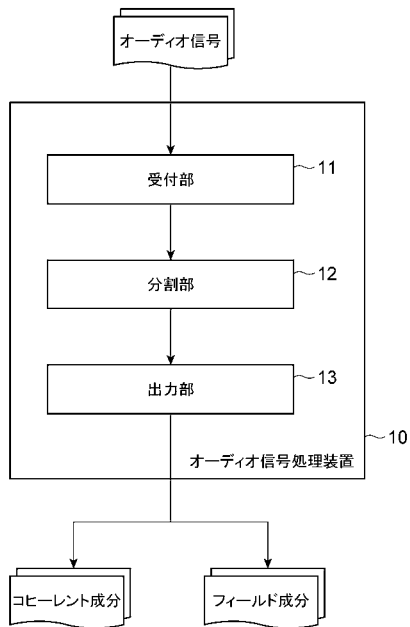 オーディオ信号
受付部
11
分割部
12
出力部
13
オーディオ信号処理装置
10
コヒーレント成分
フィールド成分